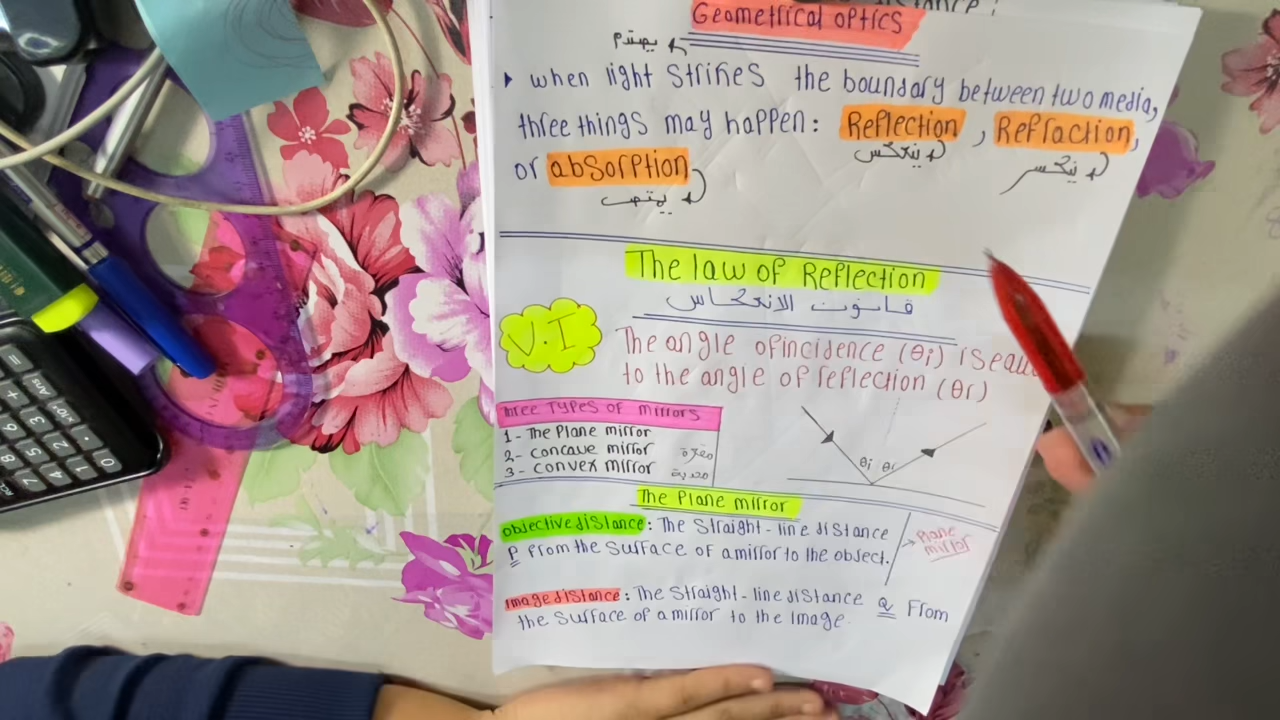 Geometrical optics
يصتدم
when light strikes the boundary between two media,
three things may happen: Reflection , Refraction,
ينعكس
ينكسر
or absorption
يمتص
The law of Reflection
قانون الانعكاس
V.I
The angle of incidence (θi) is
to the angle of reflection (θr)
Three Types of mirrors
1- The Plane mirror
2- concave mirror مقعرة
3- convex mirror محدبة
θi θr
The Plane mirror
objective distance: The Straight-line distance
P From the surface of a mirror to the object.
Plane
mirror
Image distance: The Straight-line distance Q From
the surface of a mirror to the Image.